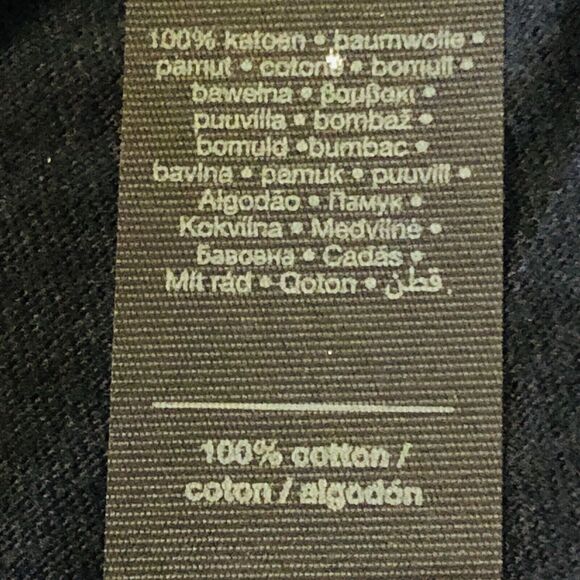 100% katoen • baumwolle •
pamut • cotone • bomull •
bawełna • βαμβακι •
puuvilla • bombaž •
bomuld • bumbac •
bavlna • pamuk • puuvill •
Algodão • Памук •
Kokvilna • Medvilnė •
Бавовна • Cadás •
Mit rád • Qoton • قطن .
100% cotton /
coton / algodón